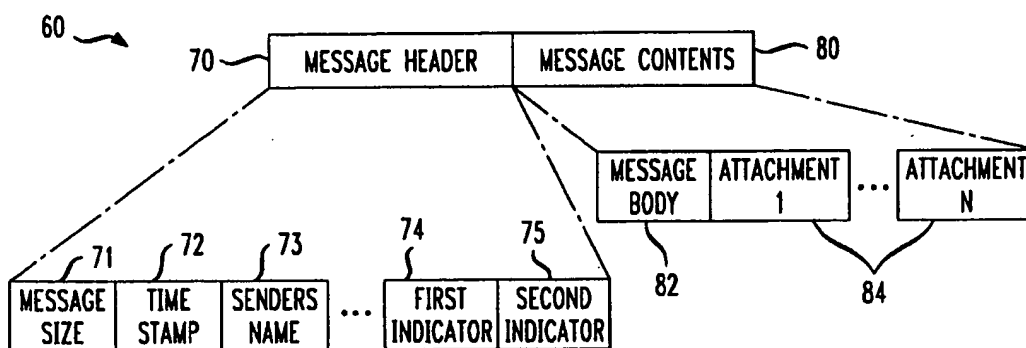 60
70
MESSAGE HEADER
MESSAGE CONTENTS
80
MESSAGE
BODY
ATTACHMENT
1
...
ATTACHMENT
N
82
84
71
72
73
74
75
MESSAGE
SIZE
TIME
STAMP
SENDERS
NAME
...
FIRST
INDICATOR
SECOND
INDICATOR